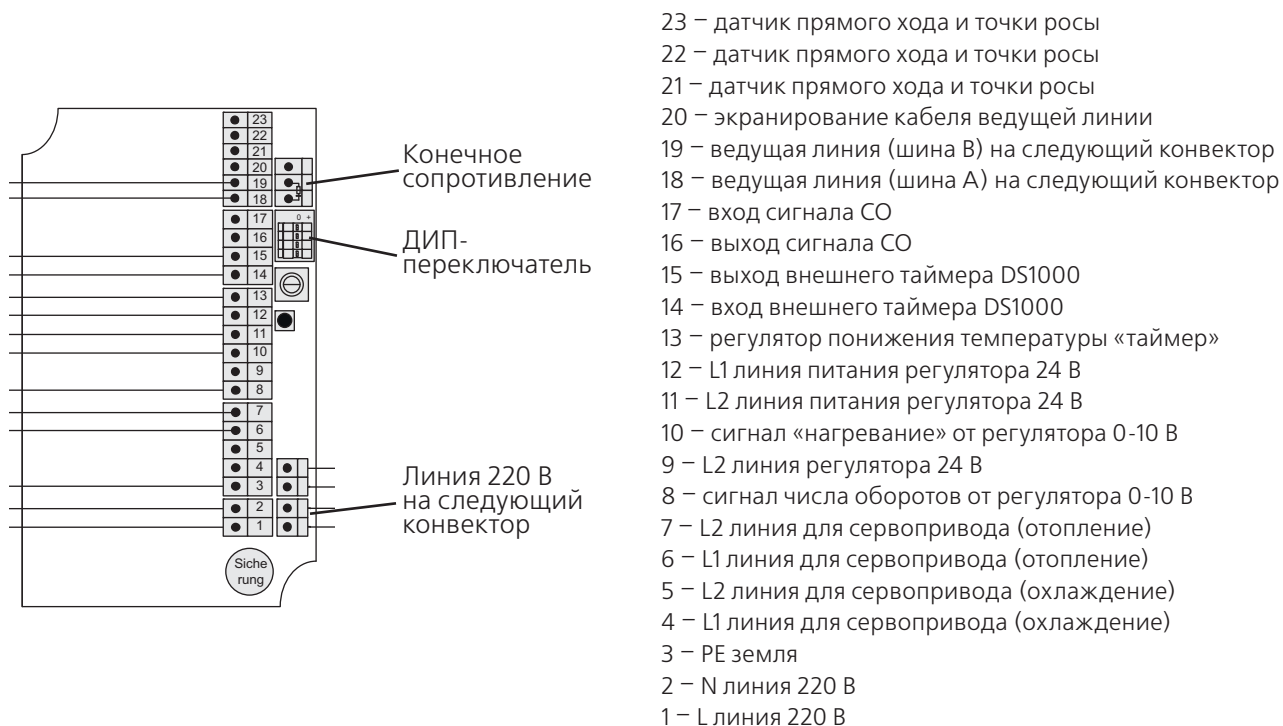 23
22
21
20
19
18
17
16
15
14
13
12
11
10
9
8
7
6
5
4
3
2
1
0 +
Siche
rung
Конечное
сопротивление
ДИП-
переключатель
Линия 220 В
на следующий
конвектор
23 – датчик прямого хода и точки росы
22 – датчик прямого хода и точки росы
21 – датчик прямого хода и точки росы
20 – экранирование кабеля ведущей линии
19 – ведущая линия (шина B) на следующий конвектор
18 – ведущая линия (шина A) на следующий конвектор
17 – вход сигнала CO
16 – выход сигнала CO
15 – выход внешнего таймера DS1000
14 – вход внешнего таймера DS1000
13 – регулятор понижения температуры «таймер»
12 – L1 линия питания регулятора 24 В
11 – L2 линия питания регулятора 24 В
10 – сигнал «нагревание» от регулятора 0-10 В
9 – L2 линия регулятора 24 В
8 – сигнал числа оборотов от регулятора 0-10 В
7 – L2 линия для сервопривода (отопление)
6 – L1 линия для сервопривода (отопление)
5 – L2 линия для сервопривода (охлаждение)
4 – L1 линия для сервопривода (охлаждение)
3 – PE земля
2 – N линия 220 В
1 – L линия 220 В